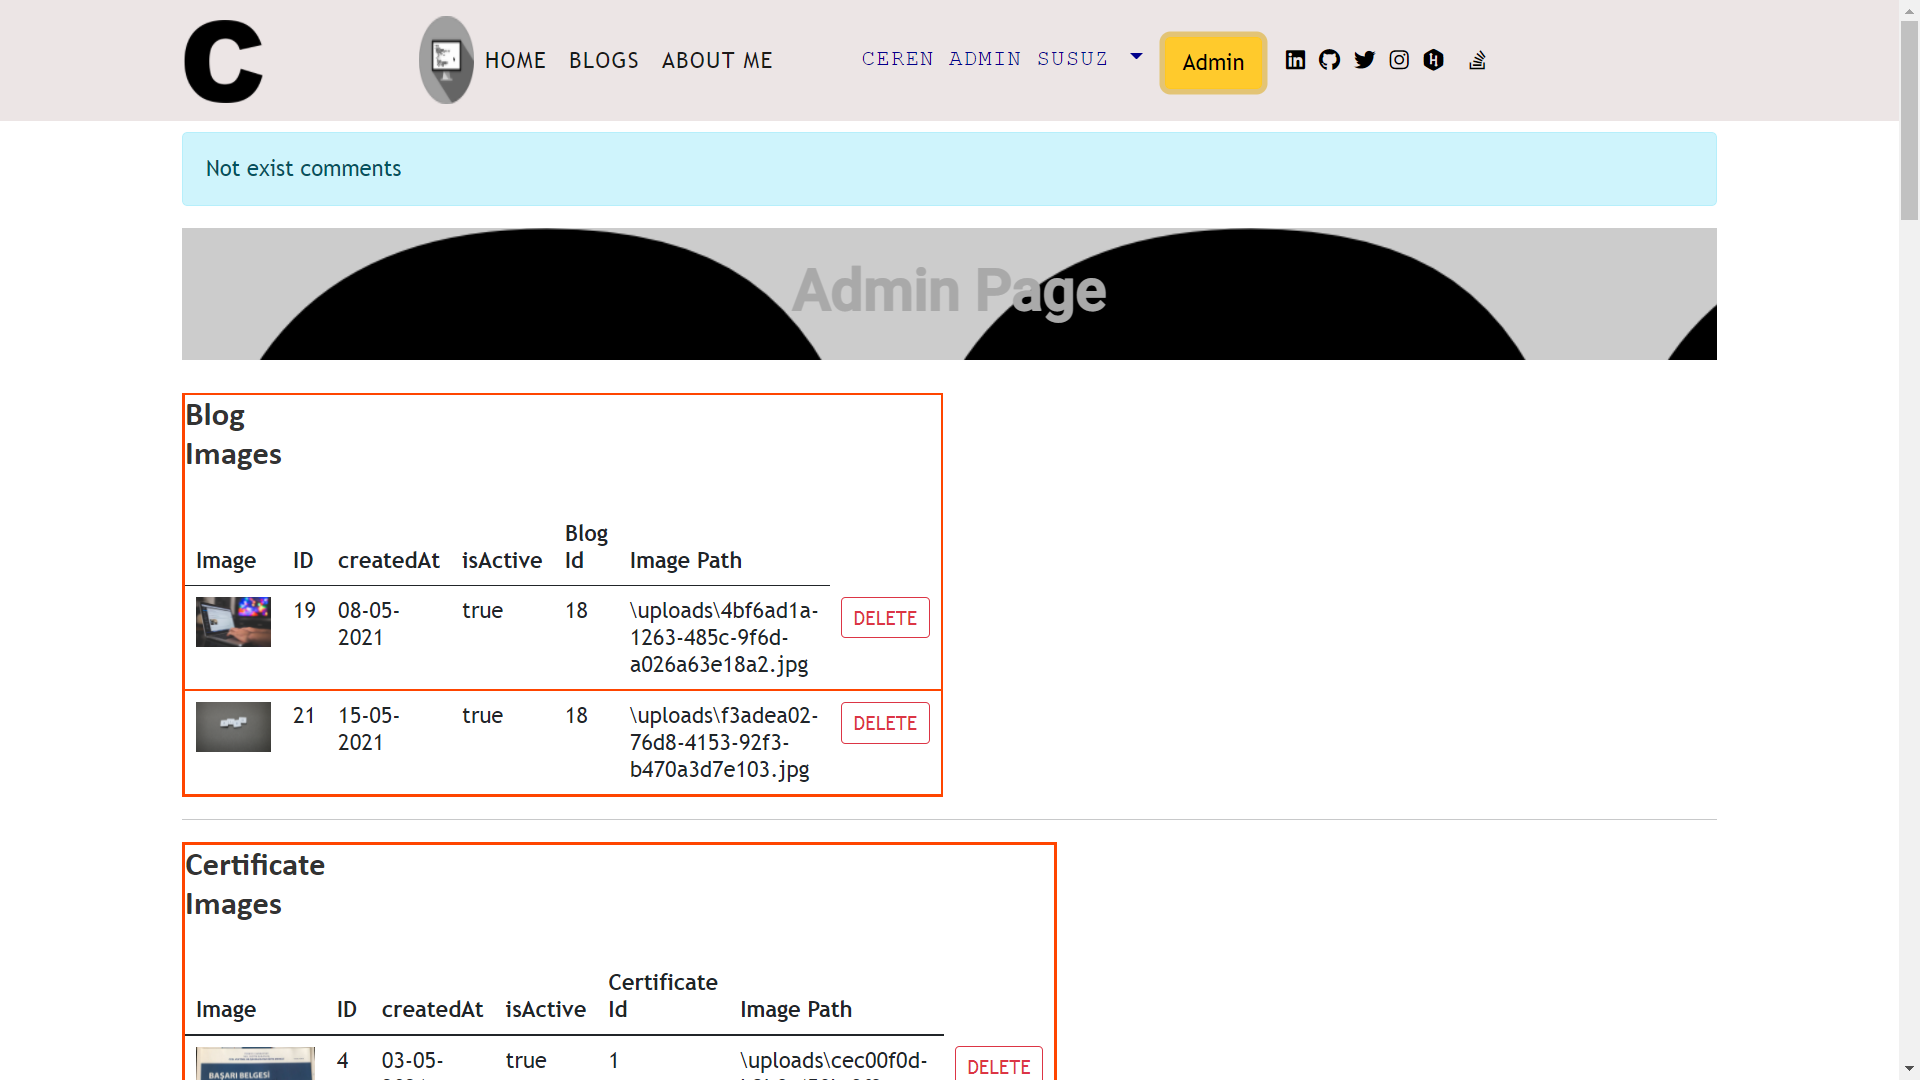 C
HOME BLOGS ABOUT ME CEREN ADMIN SUSUZ Admin
Not exist comments
Admin Page
Blog
Images
Blog
Image ID createdAt isActive Id Image Path
19 08-05- true 18 \uploads\4bf6ad1a- DELETE
2021 1263-485c-9f6d-
a026a63e18a2.jpg
21 15-05- true 18 \uploads\f3adea02- DELETE
2021 76d8-4153-92f3-
b470a3d7e103.jpg
Certificate
Images
Certificate
Image ID createdAt isActive Id Image Path
BAŞARI BELGESİ 4 03-05- true 1 \uploads\cec00f0d- DELETE